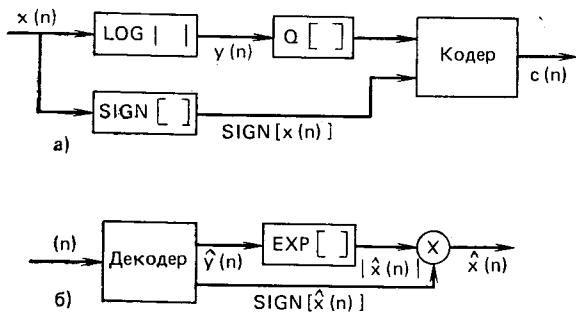 x (n)
LOG | |
y (n)
Q [ ]
Кодер
c (n)
SIGN [ ]
SIGN [x (n) ]
а)
(n)
Декодер
ŷ (n)
EXP [ ]
| x̂ (n) |
X
x̂ (n)
SIGN [x̂ (n) ]
б)